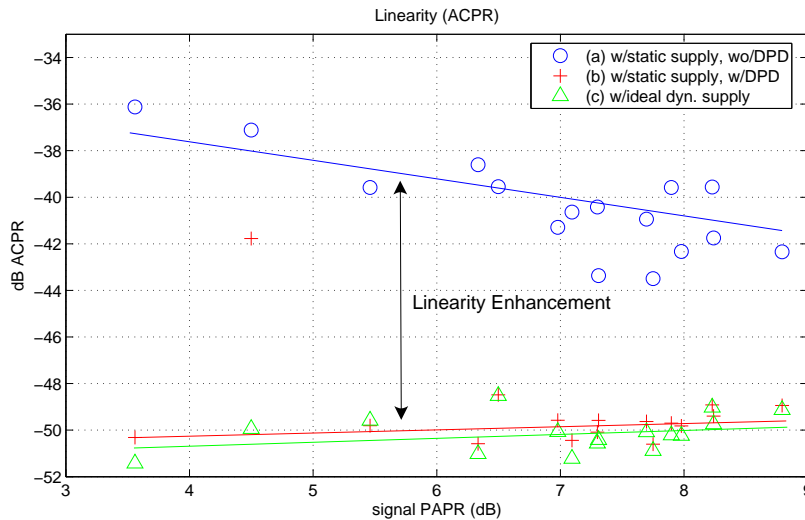 Linearity (ACPR)
(a) w/static supply, wo/DPD
(b) w/static supply, w/DPD
(c) w/ideal dyn. supply
dB ACPR
−34
−36
−38
−40
−42
−44
−46
−48
−50
−52
Linearity Enhancement
3 4 5 6 7 8 9
signal PAPR (dB)